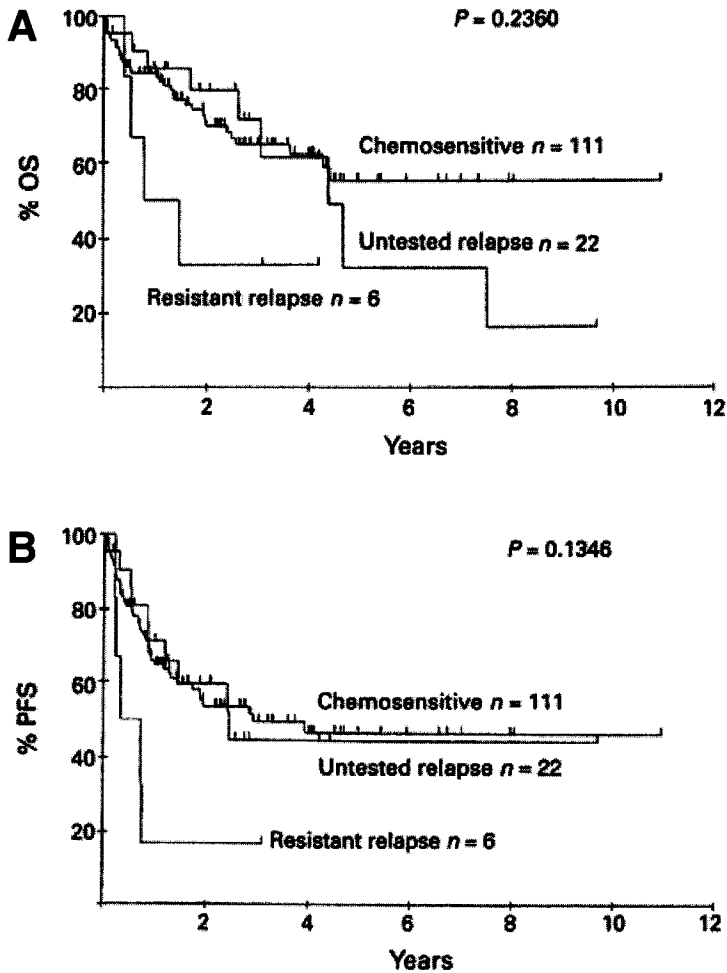 A
P = 0.2360
100
80
60
40
20
% OS
Chemosensitive n = 111
Untested relapse n = 22
Resistant relapse n = 6
2 4 6 8 10 12
Years
B
P = 0.1346
100
80
60
40
20
% PFS
Chemosensitive n = 111
Untested relapse n = 22
Resistant relapse n = 6
2 4 6 8 10 12
Years